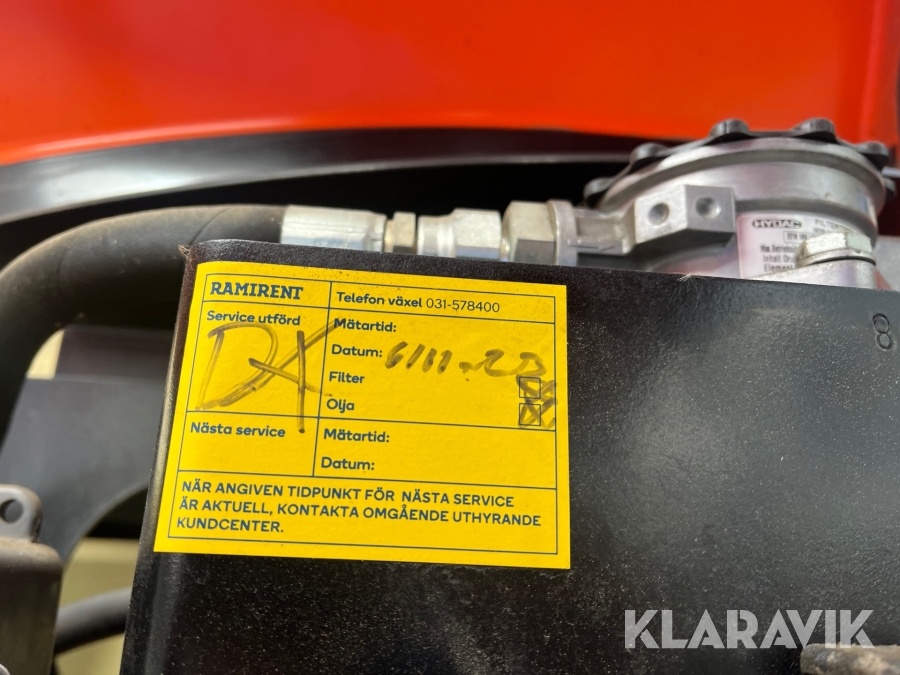 HYDAC
RAMIRENT
Telefon växel 031-578400
Service utförd
DX
Mätartid:
Datum: 6/11-23
Filter
Olja
Nästa service
Mätartid:
Datum:
NÄR ANGIVEN TIDPUNKT FÖR NÄSTA SERVICE
ÄR AKTUELL, KONTAKTA OMGÅENDE UTHYRANDE
KUNDCENTER.
8
KLARAVIK